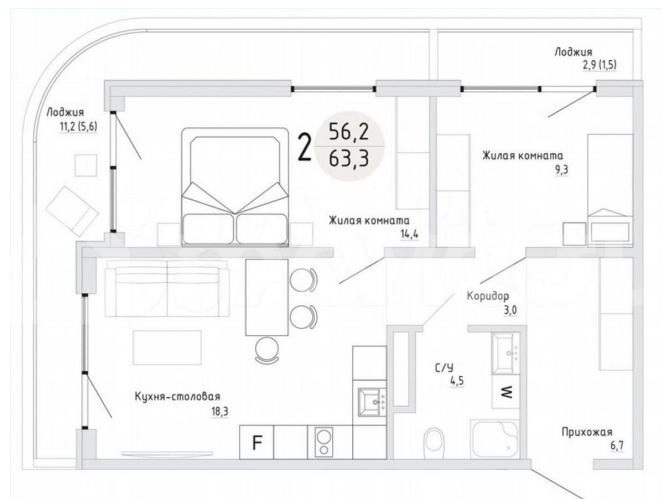 Лоджия
2,9 (1,5)
Лоджия
11,2 (5,6)
2
56,2
63,3
Жилая комната
9,3
Жилая комната
14,4
Коридор
3,0
С/У
4,5
W
Кухня-столовая
18,3
F
Прихожая
6,7